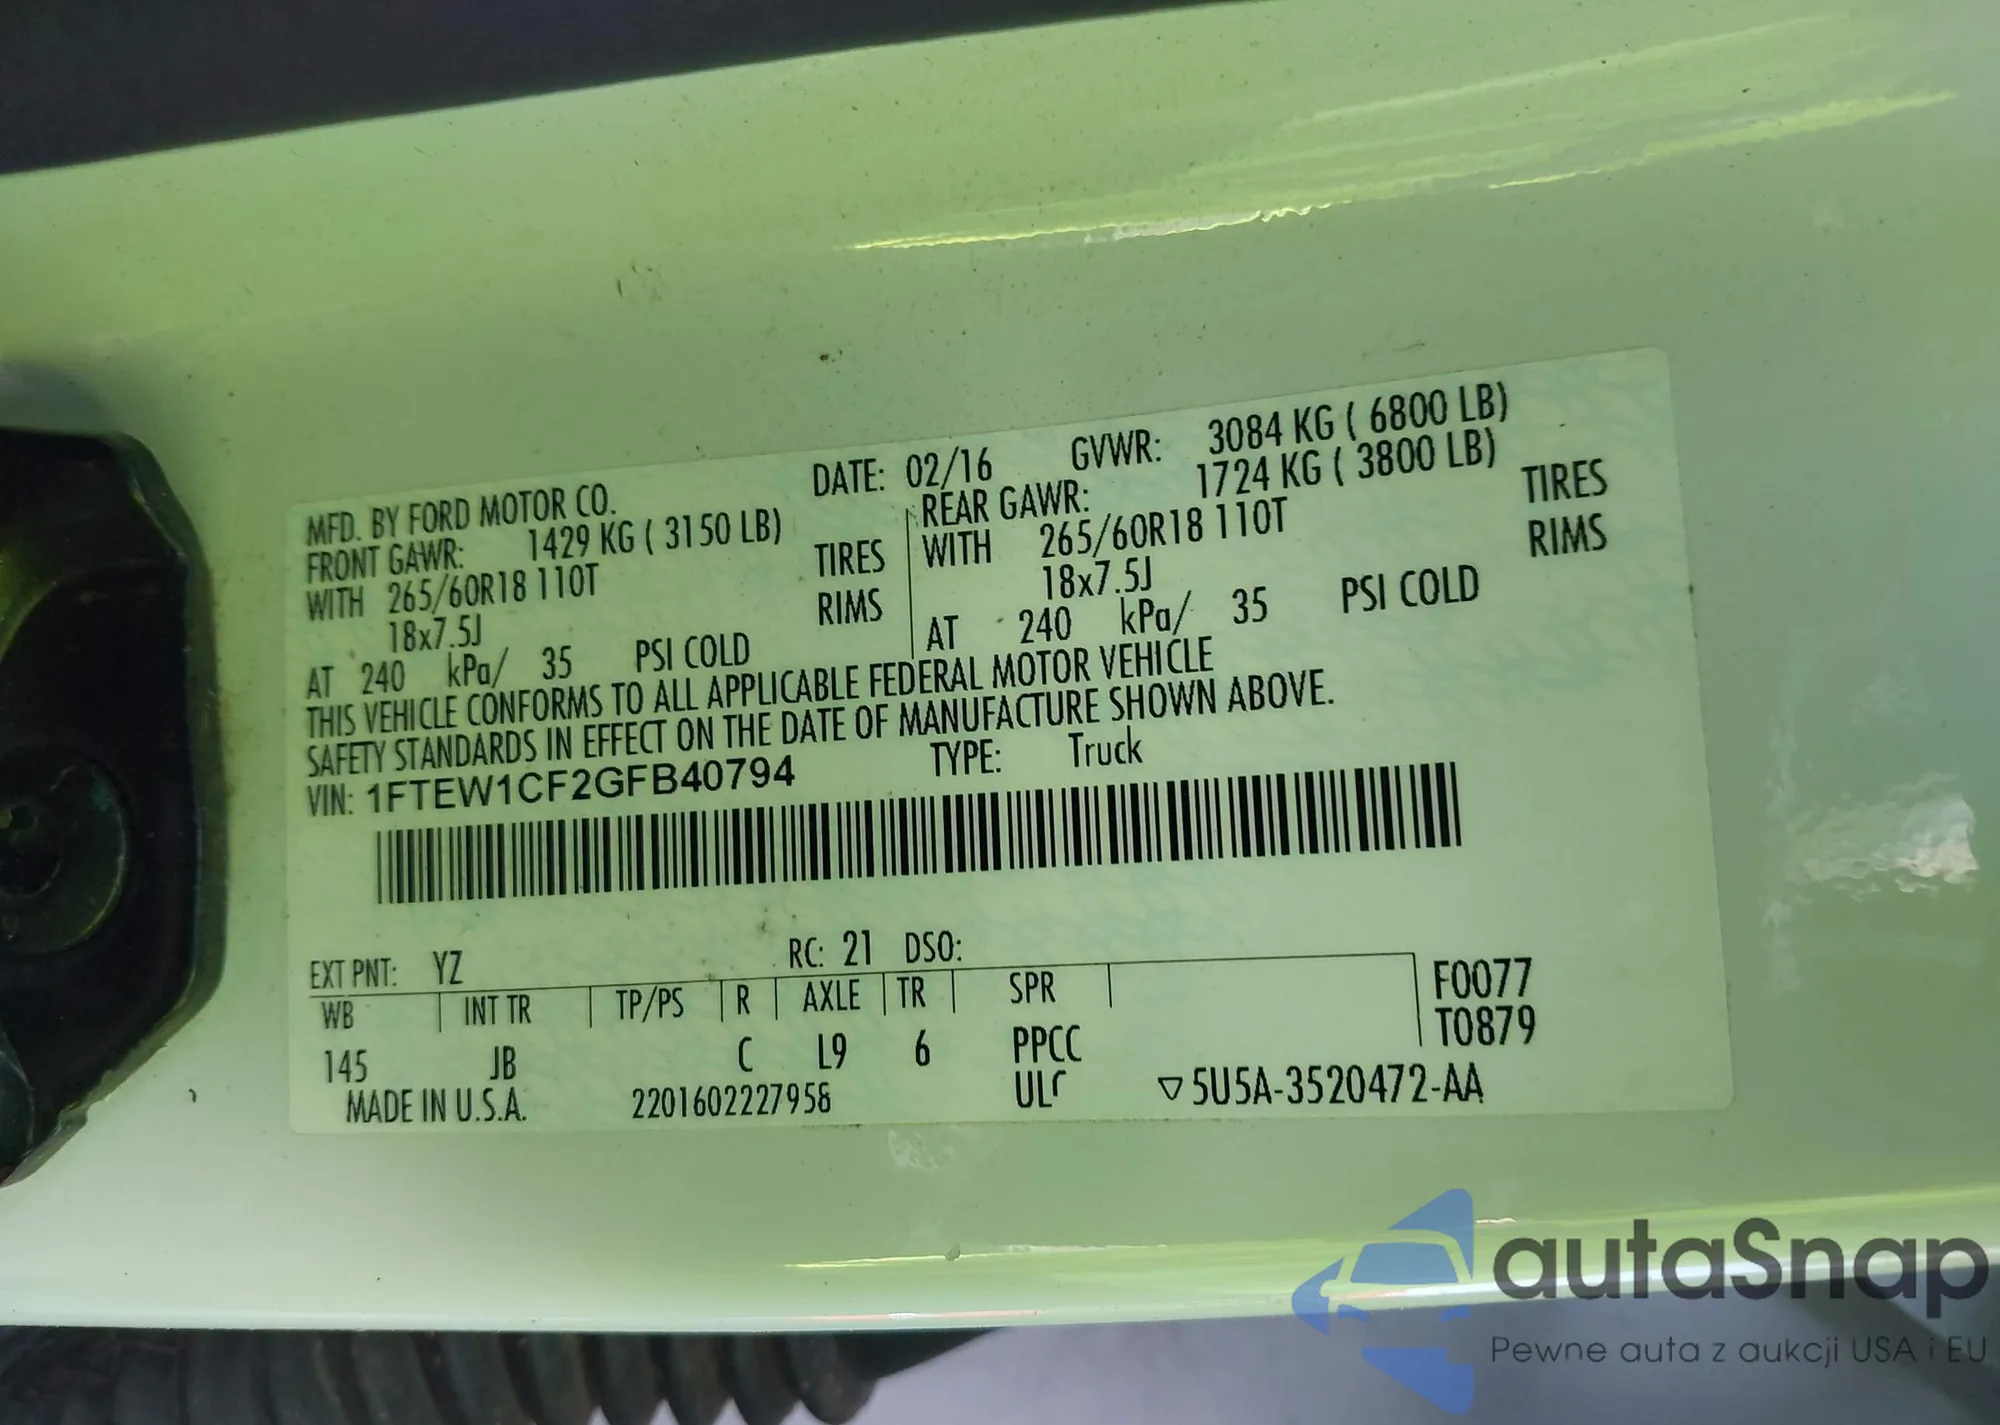 MFD. BY FORD MOTOR CO. DATE: 02/16 GVWR: 3084 KG ( 6800 LB)
FRONT GAWR: 1429 KG ( 3150 LB) REAR GAWR: 1724 KG ( 3800 LB)
WITH 265/60R18 110T TIRES WITH 265/60R18 110T TIRES
18x7.5J RIMS 18x7.5J RIMS
AT 240 kPa/ 35 PSI COLD AT 240 kPa/ 35 PSI COLD
THIS VEHICLE CONFORMS TO ALL APPLICABLE FEDERAL MOTOR VEHICLE
SAFETY STANDARDS IN EFFECT ON THE DATE OF MANUFACTURE SHOWN ABOVE.
VIN: 1FTEW1CF2GFB40794 TYPE: Truck
EXT PNT: YZ RC: 21 DSO:
WB INT TR TP/PS R AXLE TR SPR F0077
145 JB C L9 6 PPCC T0879
MADE IN U.S.A. 2201602227958 ▽5U5A-3520472-AA
autaSnap
Pewne auta z aukcji USA i EU